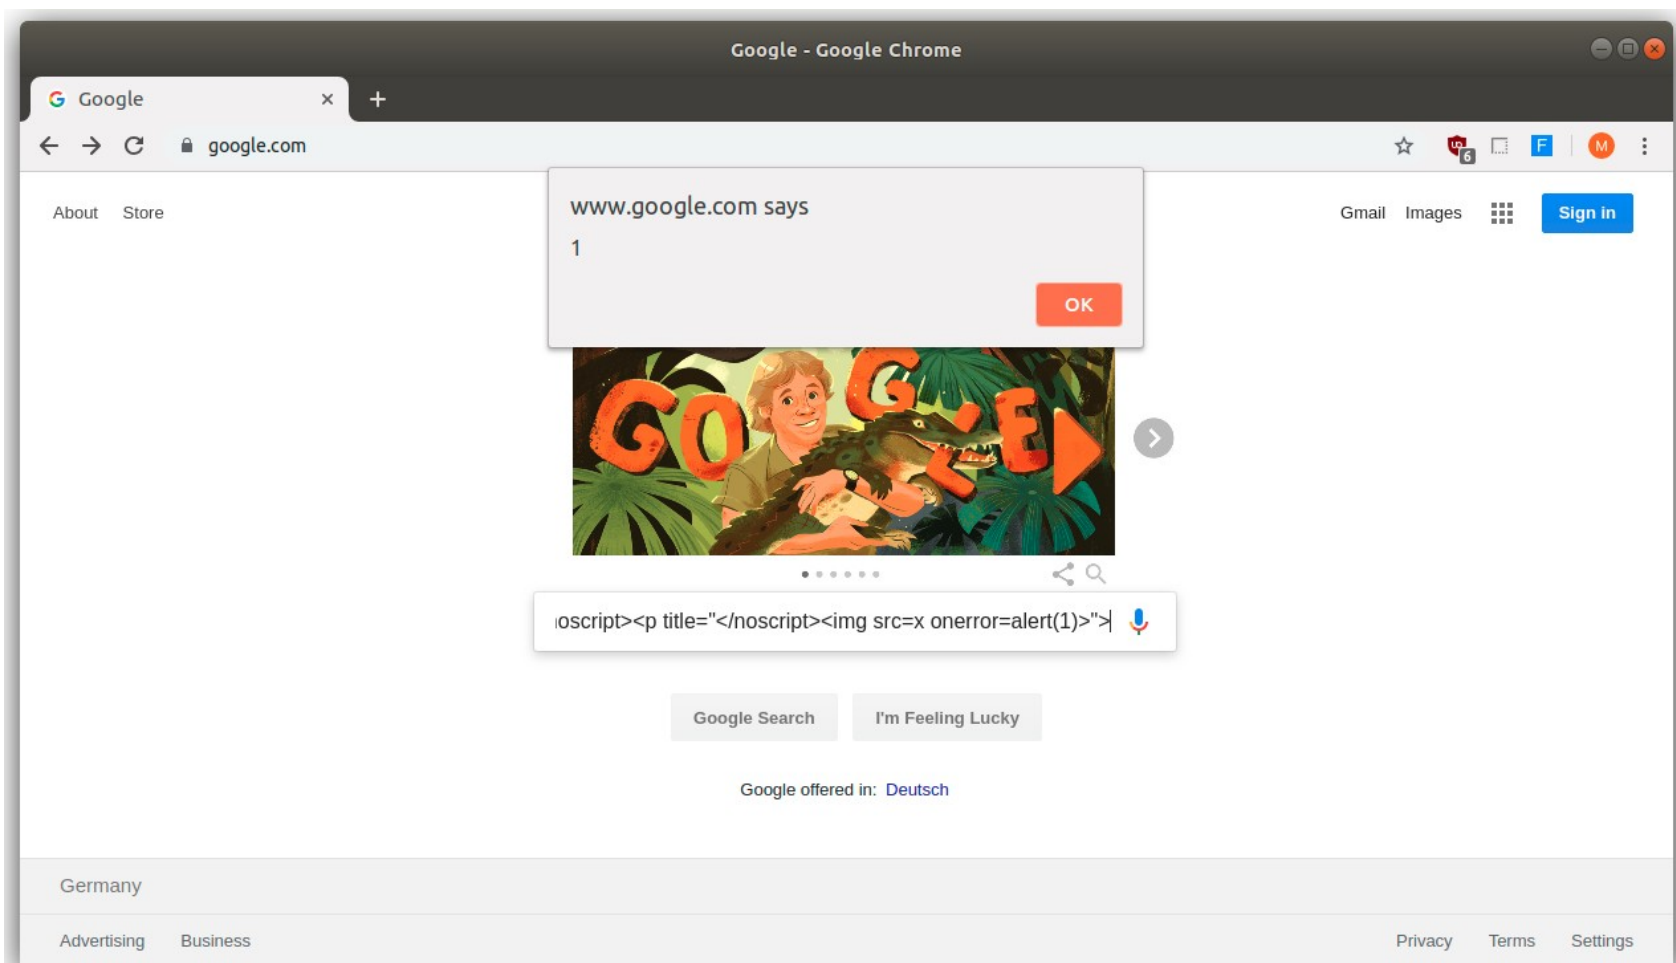 Google - Google Chrome
Google
google.com
6
F
M
About Store
Gmail Images Sign in
www.google.com says
1
OK
GOOGLE
oscript><p title="</noscript><img src=x onerror=alert(1)>">
Google Search I'm Feeling Lucky
Google offered in: Deutsch
Germany
Advertising Business
Privacy Terms Settings